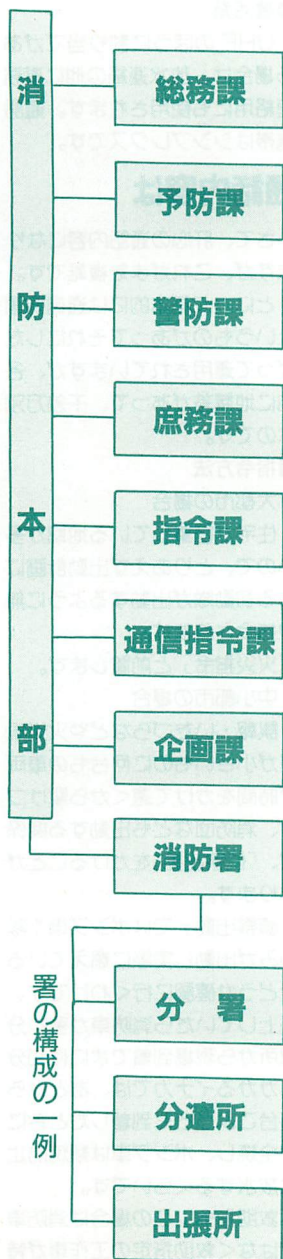 消防本部
総務課
予防課
警防課
庶務課
指令課
通信指令課
企画課
消防署
分署
分遣所
出張所
署の構成の一例